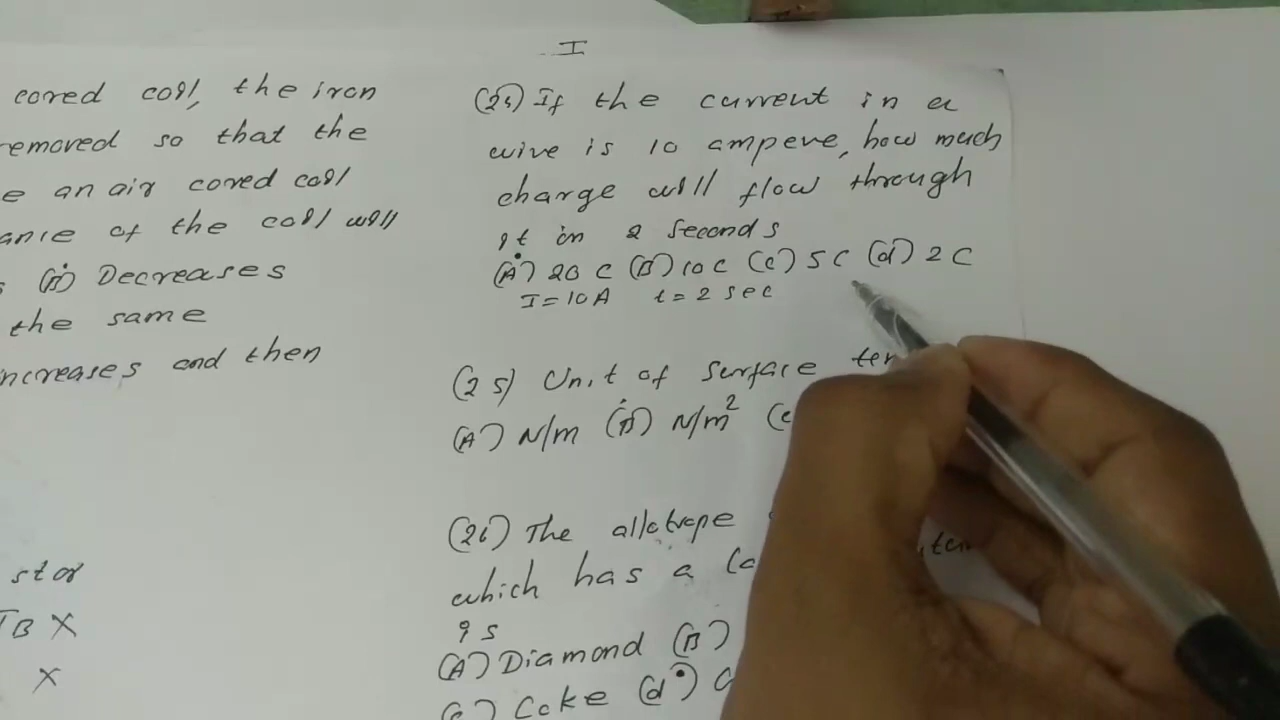 I
cored coil, the iron
removed so that the
e an air cored coil
ance of the coil will
s (B) Decreases
the same
increases and then
stor
TB X
X
(24) If the current in a
wire is 10 ampere, how much
charge will flow through
it in 2 seconds
(A) 20 C (B) 10 C (C) 5 C (d) 2 C
I = 10 A t = 2 sec
(25) Unit of surface ten
(A) N/m (B) N/m² (c
(26) The allotrope
which has a
is
(A) Diamond (B)
(c) Coke (d)